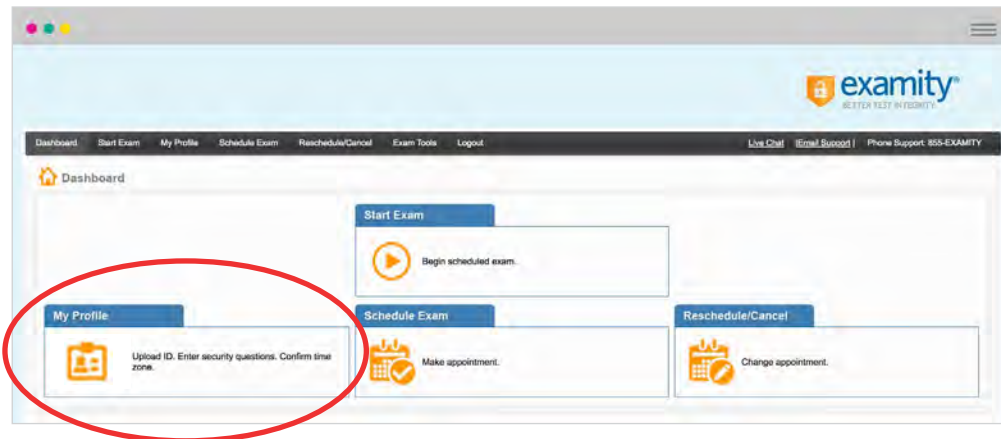 examity®
BETTER TEST INTEGRITY
Dashboard Start Exam My Profile Schedule Exam Reschedule/Cancel Exam Tools Logout Live Chat |Email Support| Phone Support: 855-EXAMITY
Dashboard
Start Exam
Begin scheduled exam.
My Profile
Upload ID. Enter security questions. Confirm time
zone.
Schedule Exam
Make appointment.
Reschedule/Cancel
Change appointment.